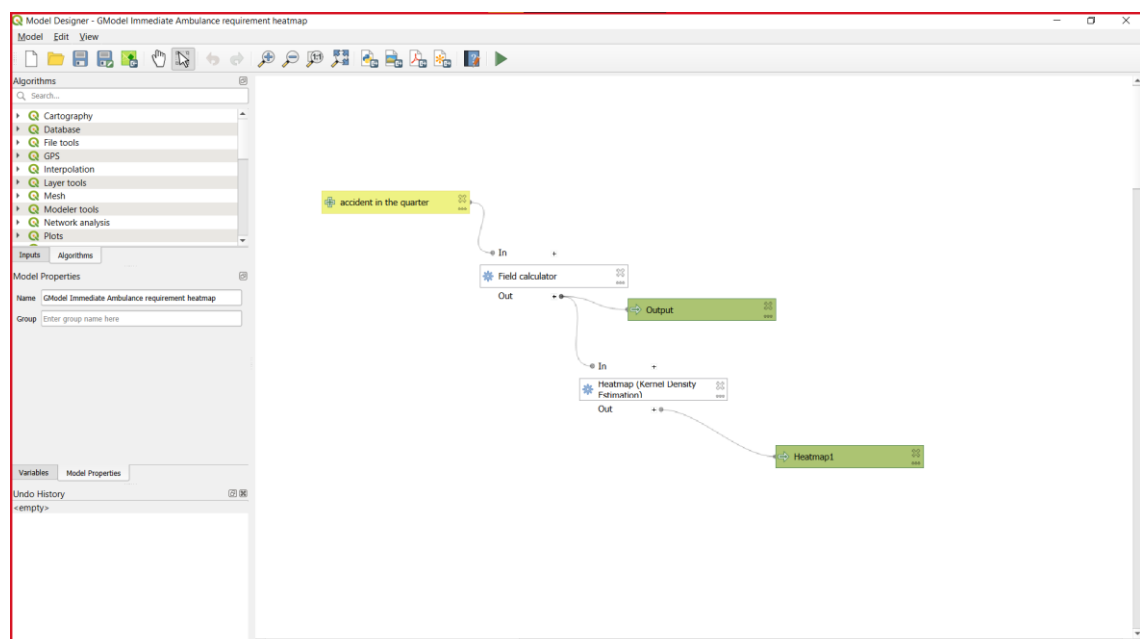 Model Designer - GModel Immediate Ambulance requirement heatmap
Model Edit View
Algorithms
Search...
Cartography
Database
File tools
GPS
Interpolation
Layer tools
Mesh
Modeler tools
Network analysis
Plots
Inputs Algorithms
Model Properties
Name GModel Immediate Ambulance requirement heatmap
Group Enter group name here
Variables Model Properties
Undo History
<empty>
accident in the quarter
In +
Field calculator
Out +
Output
In +
Heatmap (Kernel Density
Estimation)
Out +
Heatmap1